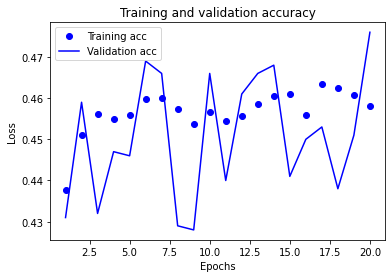 Training and validation accuracy
Training acc
Validation acc
0.47
0.46
0.45
0.44
0.43
Loss
2.5 5.0 7.5 10.0 12.5 15.0 17.5 20.0
Epochs